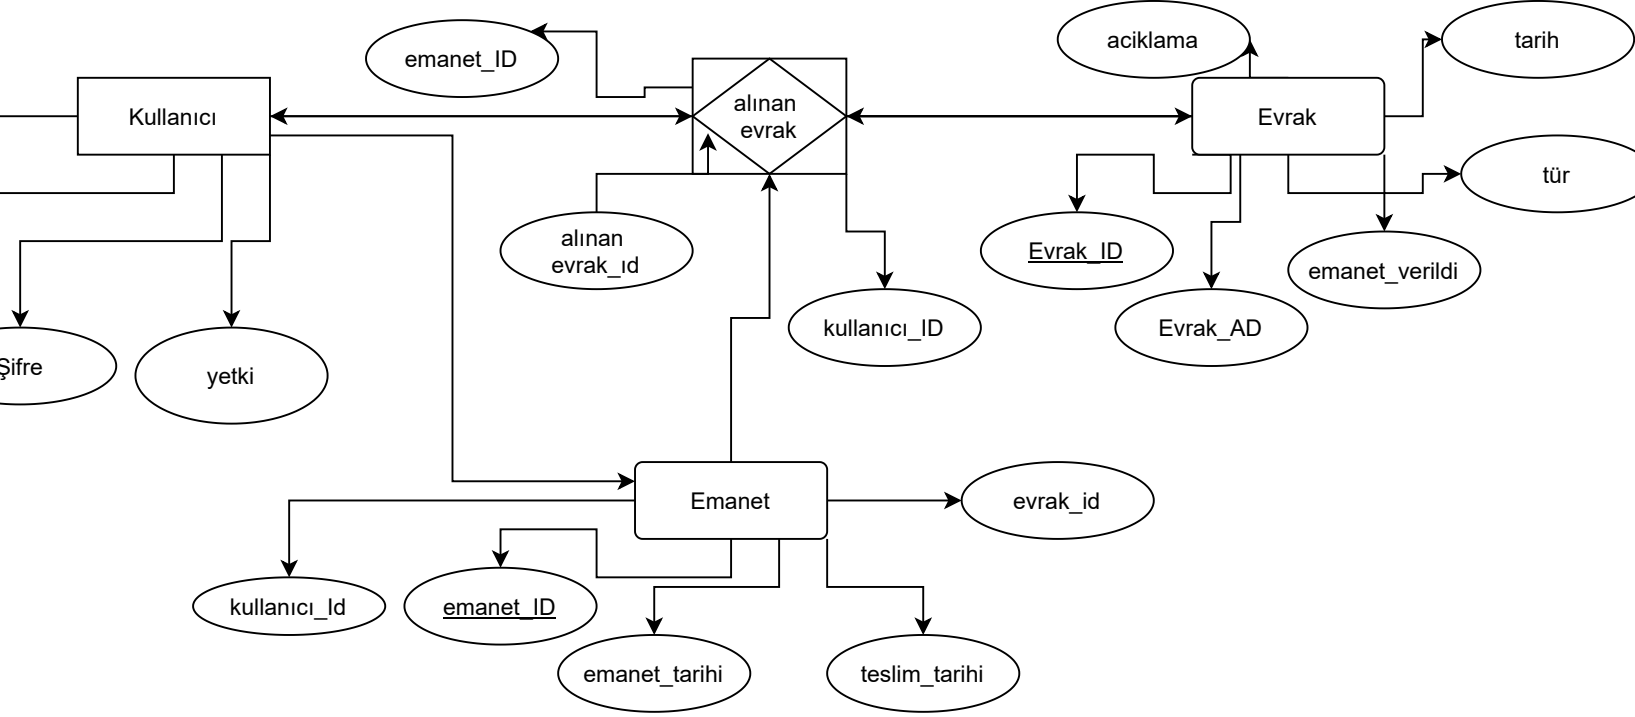 emanet_ID
aciklama
tarih
Kullanıcı
alınan
evrak
Evrak
tür
alınan
evrak_ıd
Evrak_ID
emanet_verildi
kullanıcı_ID
Evrak_AD
Şifre
yetki
Emanet
evrak_id
kullanıcı_Id
emanet_ID
emanet_tarihi
teslim_tarihi